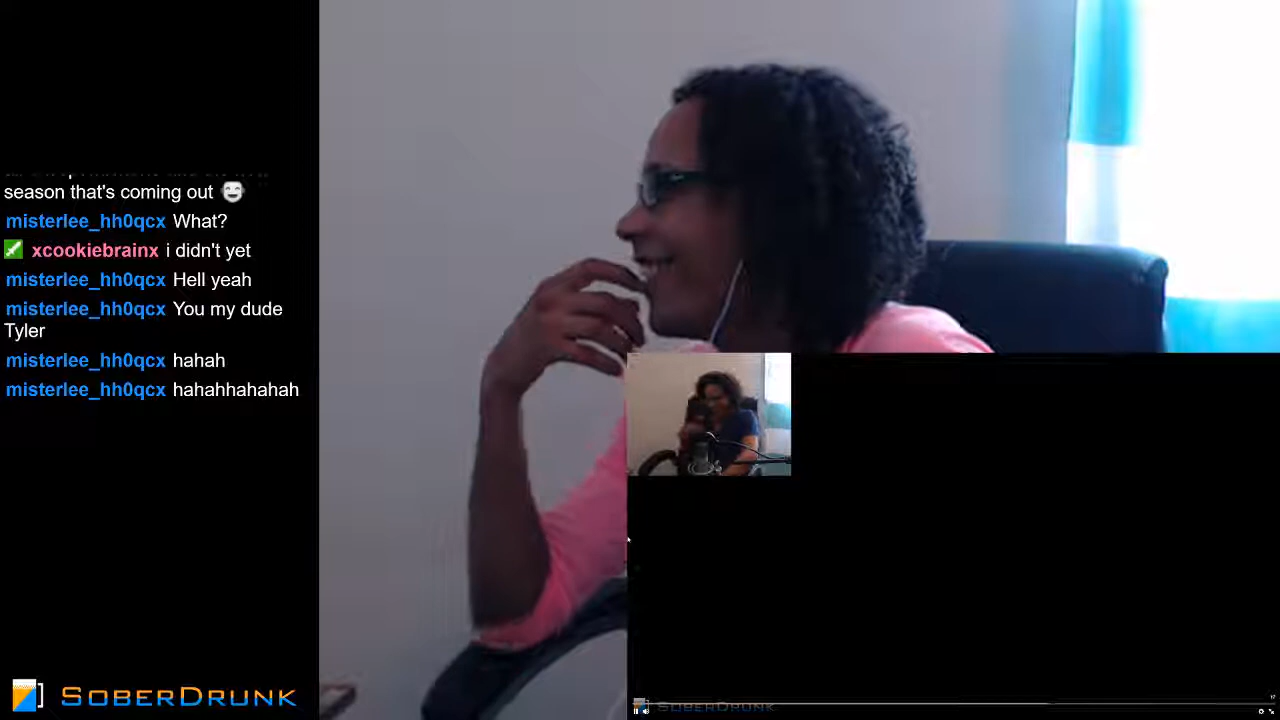 season that's coming out
misterlee_hh0qcx What?
xcookiebrainx i didn't yet
misterlee_hh0qcx Hell yeah
misterlee_hh0qcx You my dude
Tyler
misterlee_hh0qcx hahah
misterlee_hh0qcx hahahhahahah
SOBERDRUNK
SOBERDRUNK